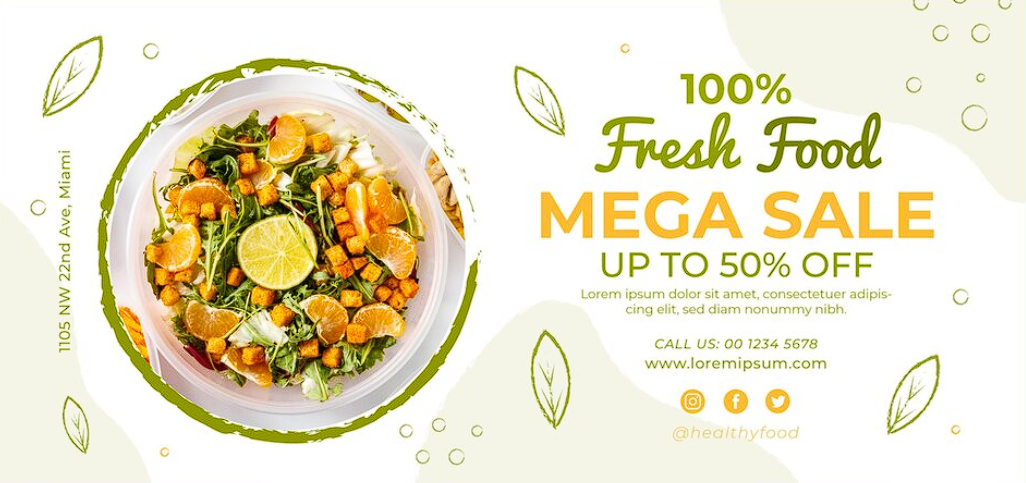 1105 NW 22nd Ave, Miami
100%
Fresh Food
MEGA SALE
UP TO 50% OFF
Lorem ipsum dolor sit amet, consectetuer adipis-
cing elit, sed diam nonummy nibh.
CALL US: 00 1234 5678
www.loremipsum.com
@healthyfood